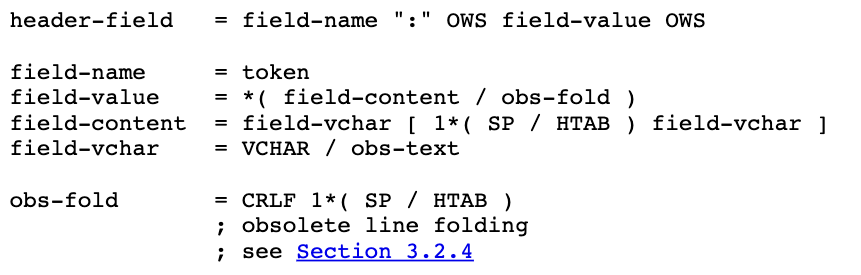 header-field   = field-name ":" OWS field-value OWS

field-name     = token
field-value    = *( field-content / obs-fold )
field-content  = field-vchar [ 1*( SP / HTAB ) field-vchar ]
field-vchar    = VCHAR / obs-text

obs-fold       = CRLF 1*( SP / HTAB )
               ; obsolete line folding
               ; see Section 3.2.4